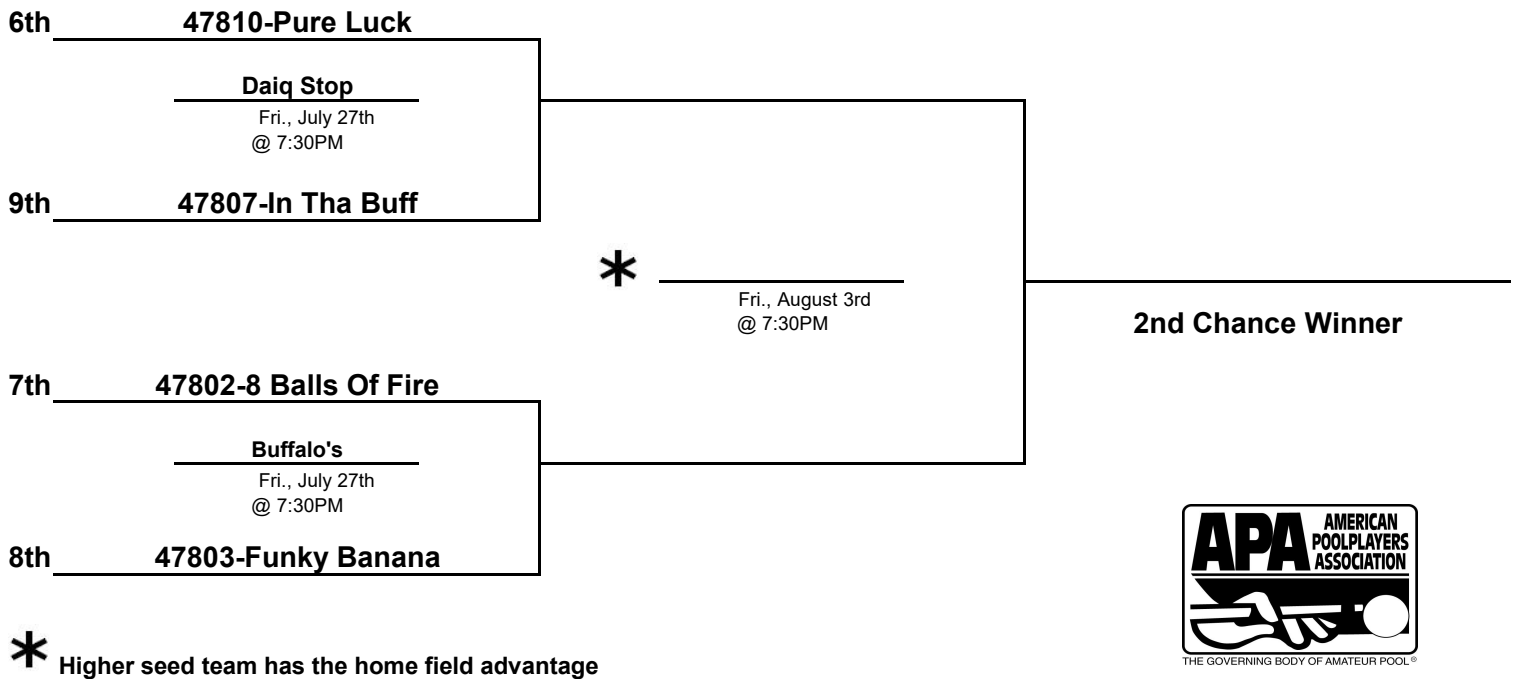 6th 47810-Pure Luck
Daiq Stop
Fri., July 27th
@ 7:30PM
9th 47807-In Tha Buff
* Fri., August 3rd
@ 7:30PM
2nd Chance Winner
7th 47802-8 Balls Of Fire
Buffalo's
Fri., July 27th
@ 7:30PM
8th 47803-Funky Banana
* Higher seed team has the home field advantage
APA AMERICAN
POOLPLAYERS
ASSOCIATION
THE GOVERNING BODY OF AMATEUR POOL®